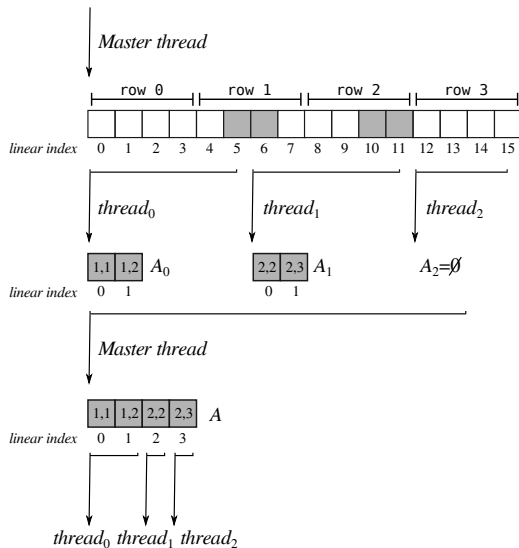 Master thread
row 0 row 1 row 2 row 3
linear index 0 1 2 3 4 5 6 7 8 9 10 11 12 13 14 15
thread₀ thread₁ thread₂
1,1 1,2 A₀ 2,2 2,3 A₁ A₂=∅
linear index 0 1 0 1
Master thread
1,1 1,2 2,2 2,3 A
linear index 0 1 2 3
thread₀ thread₁ thread₂